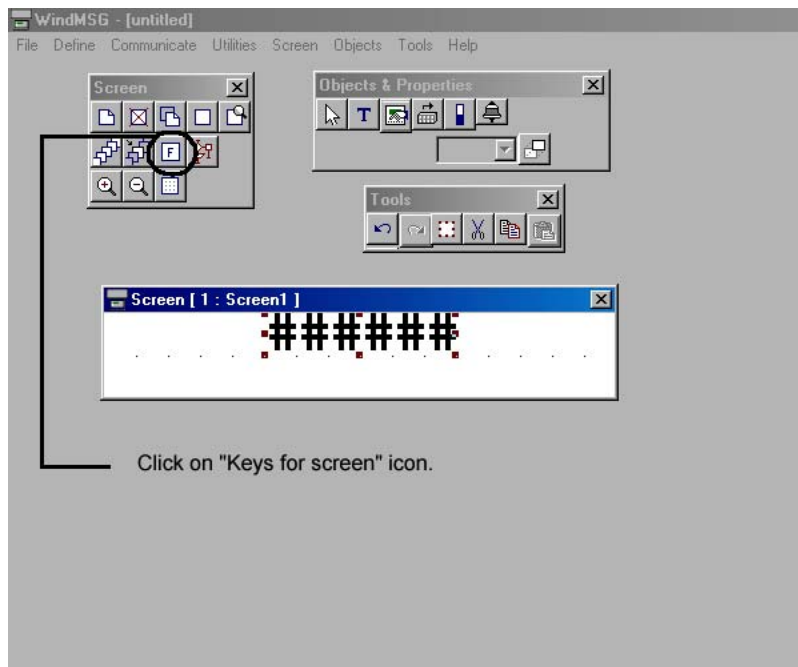 WindMSG - [untitled]
File Define Communicate Utilities Screen Objects Tools Help
Screen
Objects & Properties
T
F
Tools
Screen [ 1 : Screen1 ]
######
Click on "Keys for screen" icon.